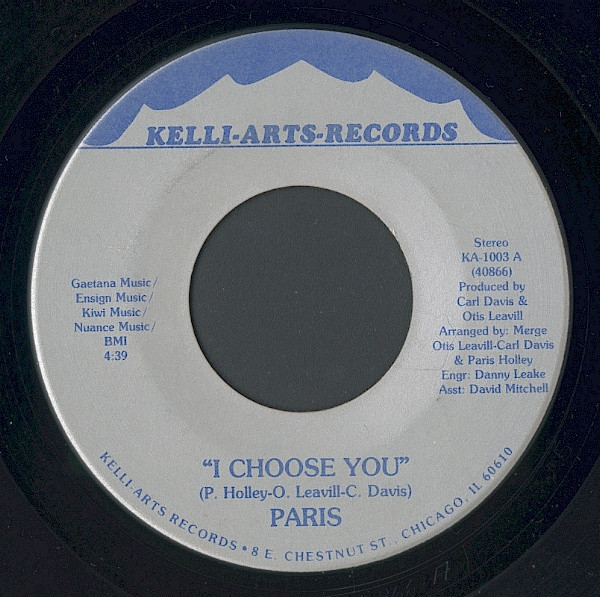 KELLI-ARTS-RECORDS
Gaetana Music/
Ensign Music/
Kiwi Music/
Nuance Music/
BMI
4:39
Stereo
KA-1003 A
(40866)
Produced by
Carl Davis &
Otis Leavill
Arranged by: Merge
Otis Leavill-Carl Davis
& Paris Holley
Engr: Danny Leake
Asst: David Mitchell
“I CHOOSE YOU”
(P. Holley-O. Leavill-C. Davis)
PARIS
KELLI-ARTS RECORDS • 8 E. CHESTNUT ST., CHICAGO, IL 60610